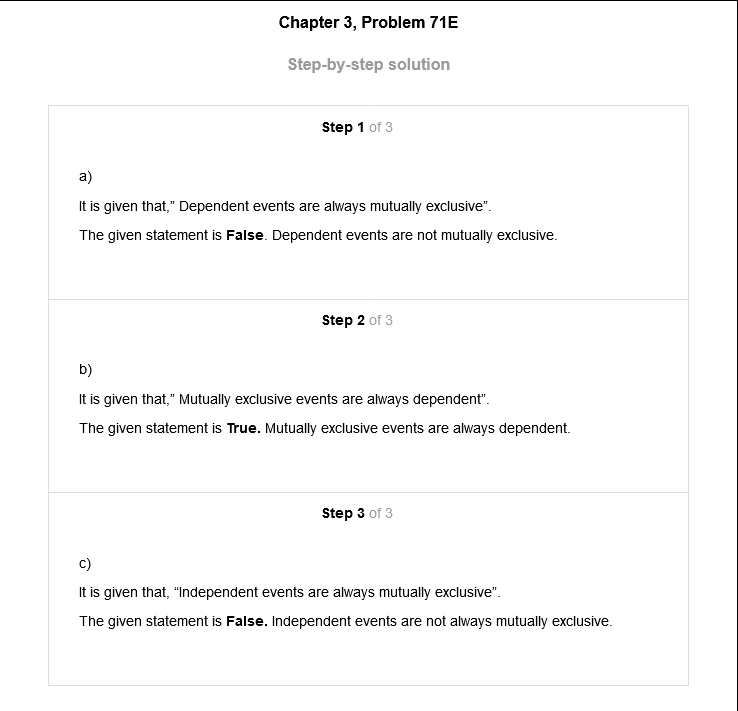 Chapter 3, Problem 71E
Step-by-step solution
Step 1 of 3
a)
It is given that,” Dependent events are always mutually exclusive”.
The given statement is False. Dependent events are not mutually exclusive.
Step 2 of 3
b)
It is given that,” Mutually exclusive events are always dependent”.
The given statement is True. Mutually exclusive events are always dependent.
Step 3 of 3
c)
It is given that, “Independent events are always mutually exclusive”.
The given statement is False. Independent events are not always mutually exclusive.